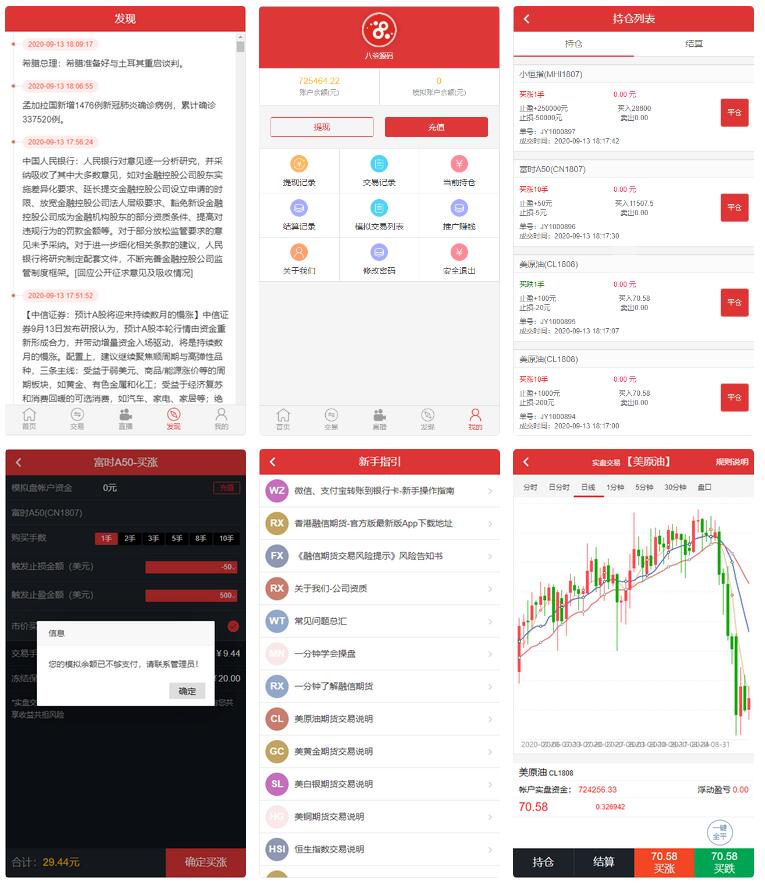 发现
2020-09-13 18:09:17
希腊总理：希腊准备好与土耳其重启谈判。
2020-09-13 18:06:55
孟加拉国新增1476例新冠肺炎确诊病例，累计确诊
337520例。
2020-09-13 17:56:24
中国人民银行：人民银行对意见逐一分析研究，并采
纳吸收了其中大多数意见，如对金融控股公司股东实
施差异化要求、延长提交金融控股公司设立申请的时
限、放宽金融控股公司法人层级要求、豁免新设金融
控股公司成为金融机构股东的部分资质条件、提高对
违规行为的罚款金额等。对于部分放松监管要求的意
见未予采纳。对于进一步细化相关条款的建议，人民
银行将研究制定配套文件，不断完善金融控股公司监
管制度框架。[回应公开征求意见及吸收情况]
2020-09-13 17:51:52
【中信证券：预计A股将迎来持续数月的慢涨】中信证
券9月13日发布研报认为，预计A股本轮行情由资金重
新形成合力，并带动增量资金入场驱动，将是持续数
月的慢涨。配置上，建议继续聚焦顺周期与高弹性品
种，三条主线：受益于弱美元、商品/能源涨价等的周
期板块，如黄金、有色金属和化工；受益于经济复苏
和消费回暖的可选消费，如汽车、家电、家居等；绝
首页
交易
直播
发现
我的
八爷源码
725464.22
账户余额(元)
0
模拟账户余额(元)
提现
充值
提现记录
交易记录
当前持仓
结算记录
模拟交易列表
推广赚钱
关于我们
修改密码
安全退出
首页
交易
直播
发现
我的
持仓列表
持仓
结算
小恒指(MHI1807)
买涨1手
0.00 元
止盈+250000元
买入28600
止损-50000元
卖出0.00
单号：JY1000897
成交时间：2020-09-13 18:17:42
平仓
富时A50(CN1807)
买涨10手
0.00 元
止盈+50元
买入11507.5
止损-5元
卖出0.00
单号：JY1000896
成交时间：2020-09-13 18:17:30
平仓
美原油(CL1808)
买跌1手
0.00 元
止盈+100元
买入70.58
止损-20元
卖出0.00
单号：JY1000895
成交时间：2020-09-13 18:17:07
平仓
美原油(CL1808)
买涨10手
0.00 元
止盈+1000元
买入70.58
止损-200元
卖出0.00
单号：JY1000894
成交时间：2020-09-13 18:17:00
平仓
富时A50-买涨
模拟盘帐户资金
0元
充值
富时A50(CN1807)
购买手数
1手
2手
3手
5手
8手
10手
触发止损金额（美元）
-50
触发止盈金额（美元）
500
市价买
信息
您的模拟余额已不够支付，请联系管理员！
确定
交易手
¥9.44
冻结保
¥20.00
共享收益共担风险
合计：29.44元
确定买涨
新手指引
WZ 微信、支付宝转账到银行卡-新手操作指南
RX 香港融信期货-官方版最新版App下载地址
FX 《融信期货交易风险提示》风险告知书
RX 关于我们-公司资质
WT 常见问题总汇
MN 一分钟学会操盘
RX 一分钟了解融信期货
CL 美原油期货交易说明
GC 美黄金期货交易说明
SL 美白银期货交易说明
HG 美铜期货交易说明
HSI 恒生指数交易说明
实盘交易【美原油】
规则说明
分时
日分时
日线
1分钟
5分钟
30分钟
盘口
美原油 CL1808
帐户实盘资金：724256.33
浮动盈亏 0.00
70.58
0.326942
一键
全平
持仓
结算
70.58
买涨
70.58
买跌